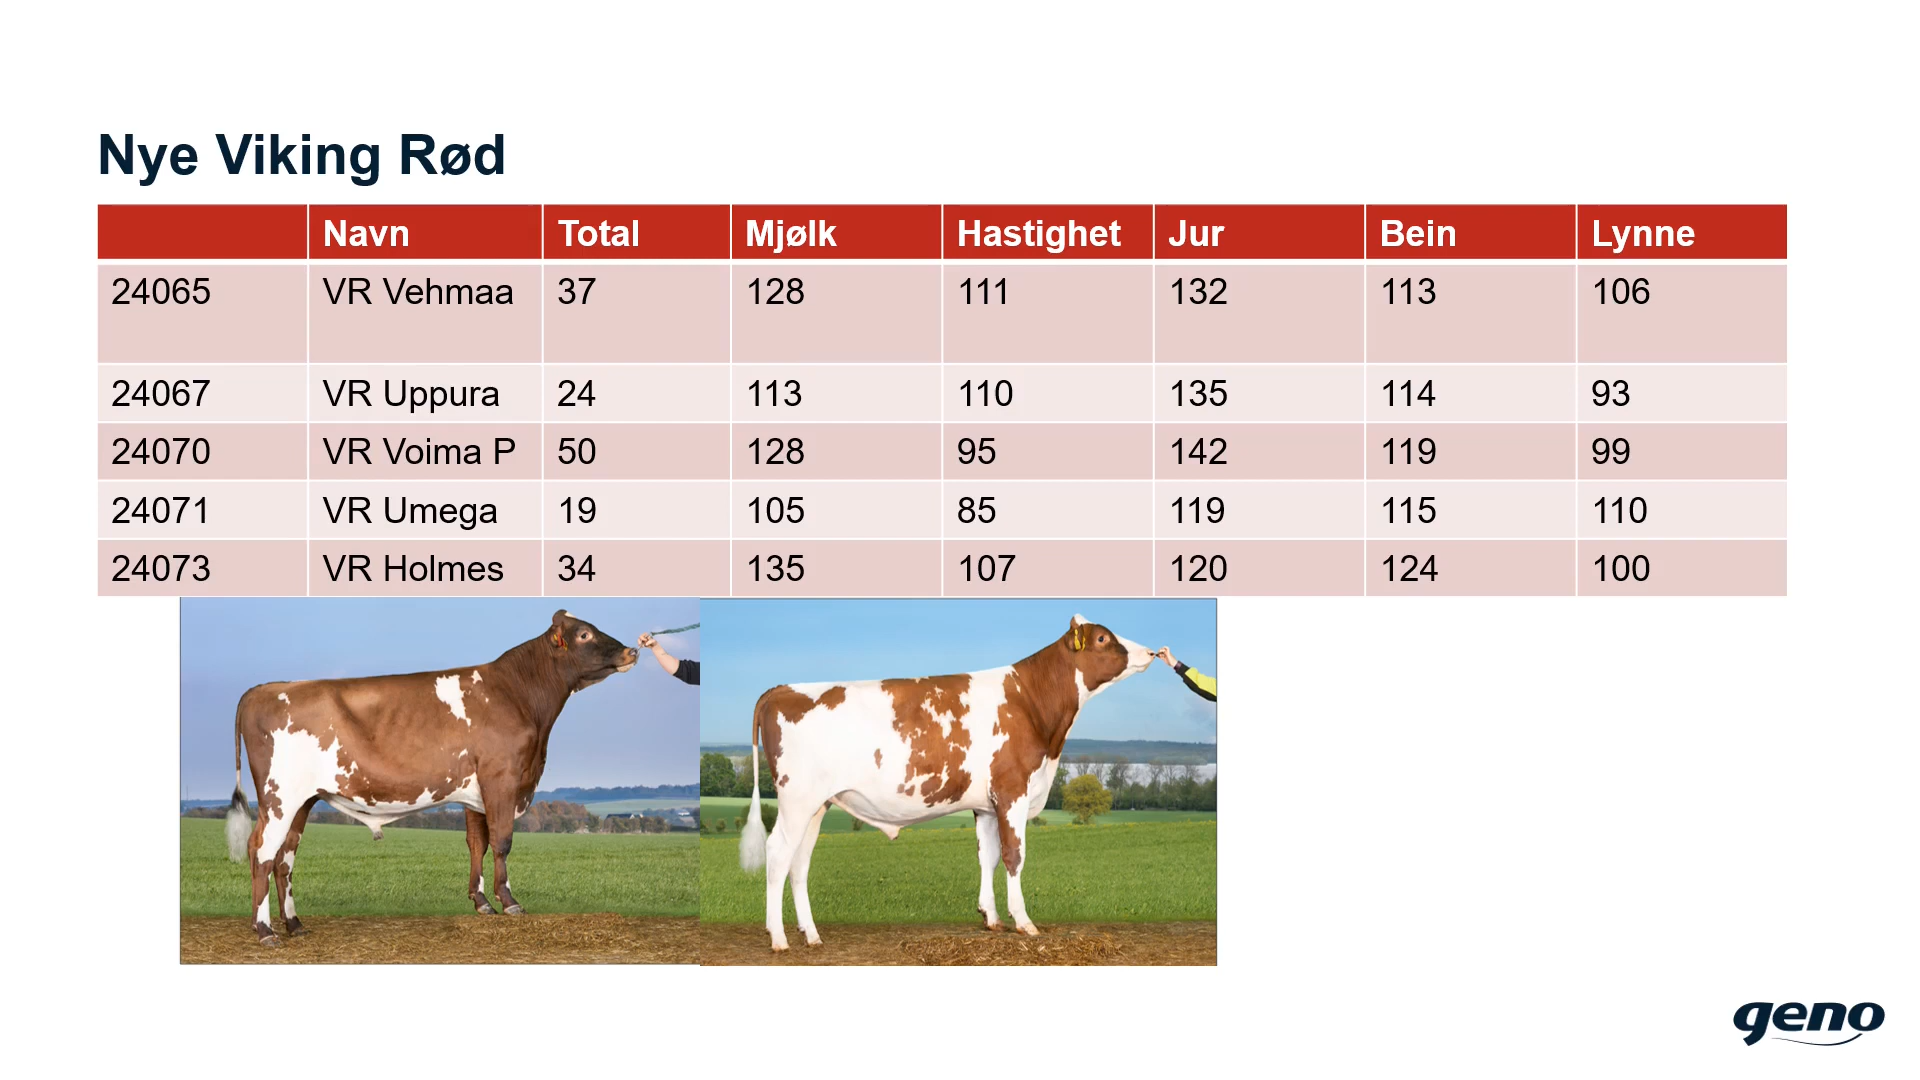 Nye Viking Rød
Navn Total Mjølk Hastighet Jur Bein Lynne
24065 VR Vehmaa 37 128 111 132 113 106
24067 VR Uppura 24 113 110 135 114 93
24070 VR Voima P 50 128 95 142 119 99
24071 VR Umega 19 105 85 119 115 110
24073 VR Holmes 34 135 107 120 124 100
geno